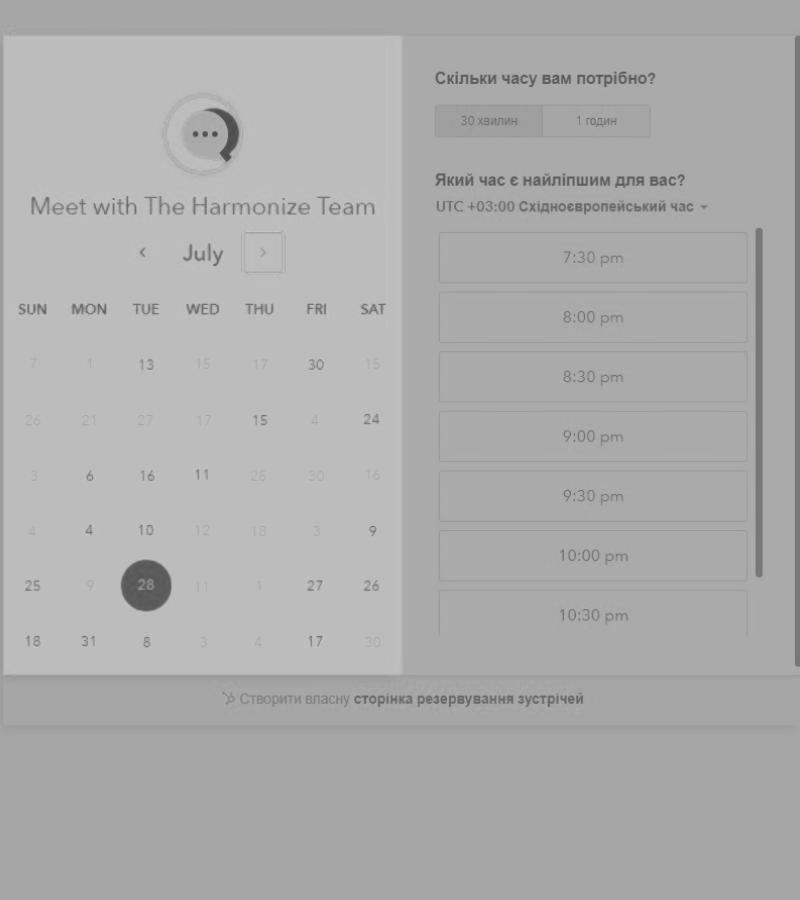 Meet with The Harmonize Team
July
SUN MON TUE WED THU FRI SAT
7 1 13 15 17 30 15
26 21 27 17 15 4 24
3 6 16 11 25 30 16
4 4 10 12 18 3 9
25 9 28 11 1 27 26
18 31 8 3 4 17 30
Скільки часу вам потрібно?
30 хвилин 1 годин
Який час є найліпшим для вас?
UTC +03:00 Східноєвропейський час
7:30 pm
8:00 pm
8:30 pm
9:00 pm
9:30 pm
10:00 pm
10:30 pm
Створити власну сторінка резервування зустрічей